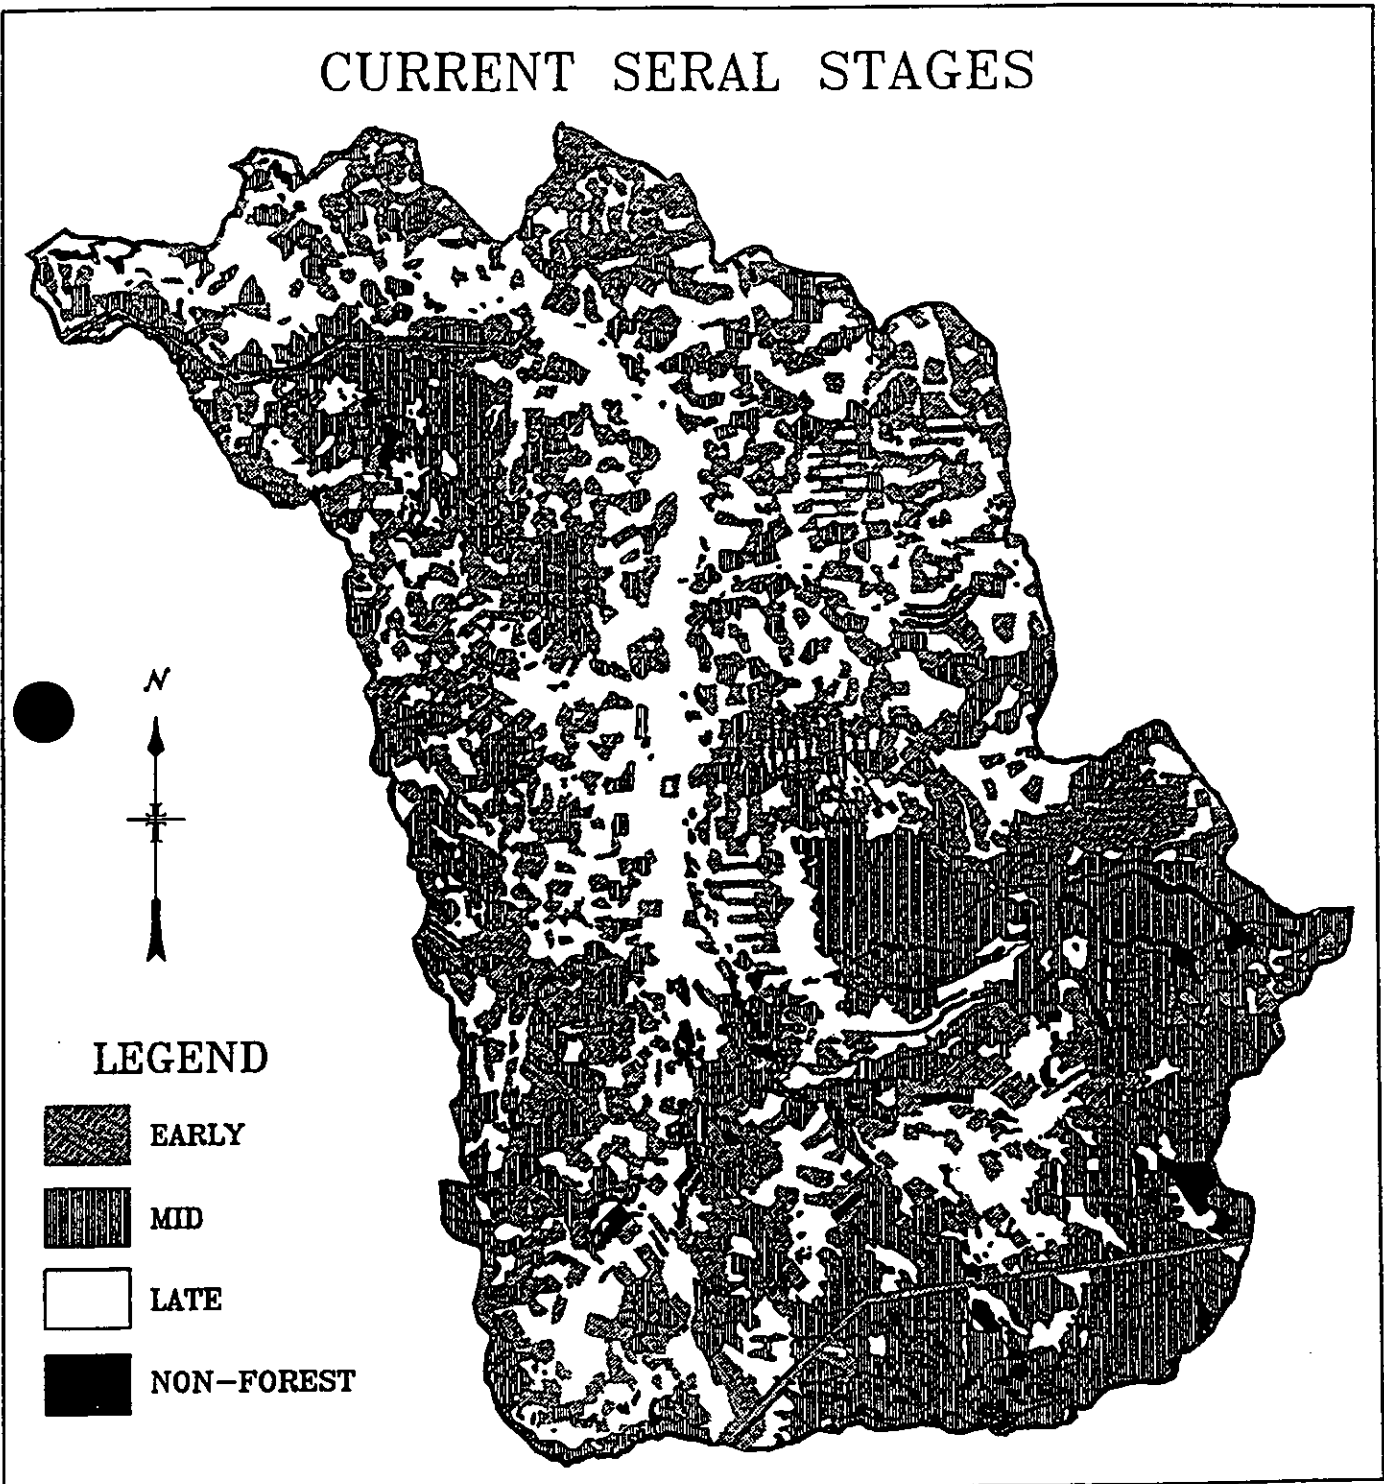 CURRENT SERAL STAGES
N
LEGEND
EARLY
MID
LATE
NON-FOREST